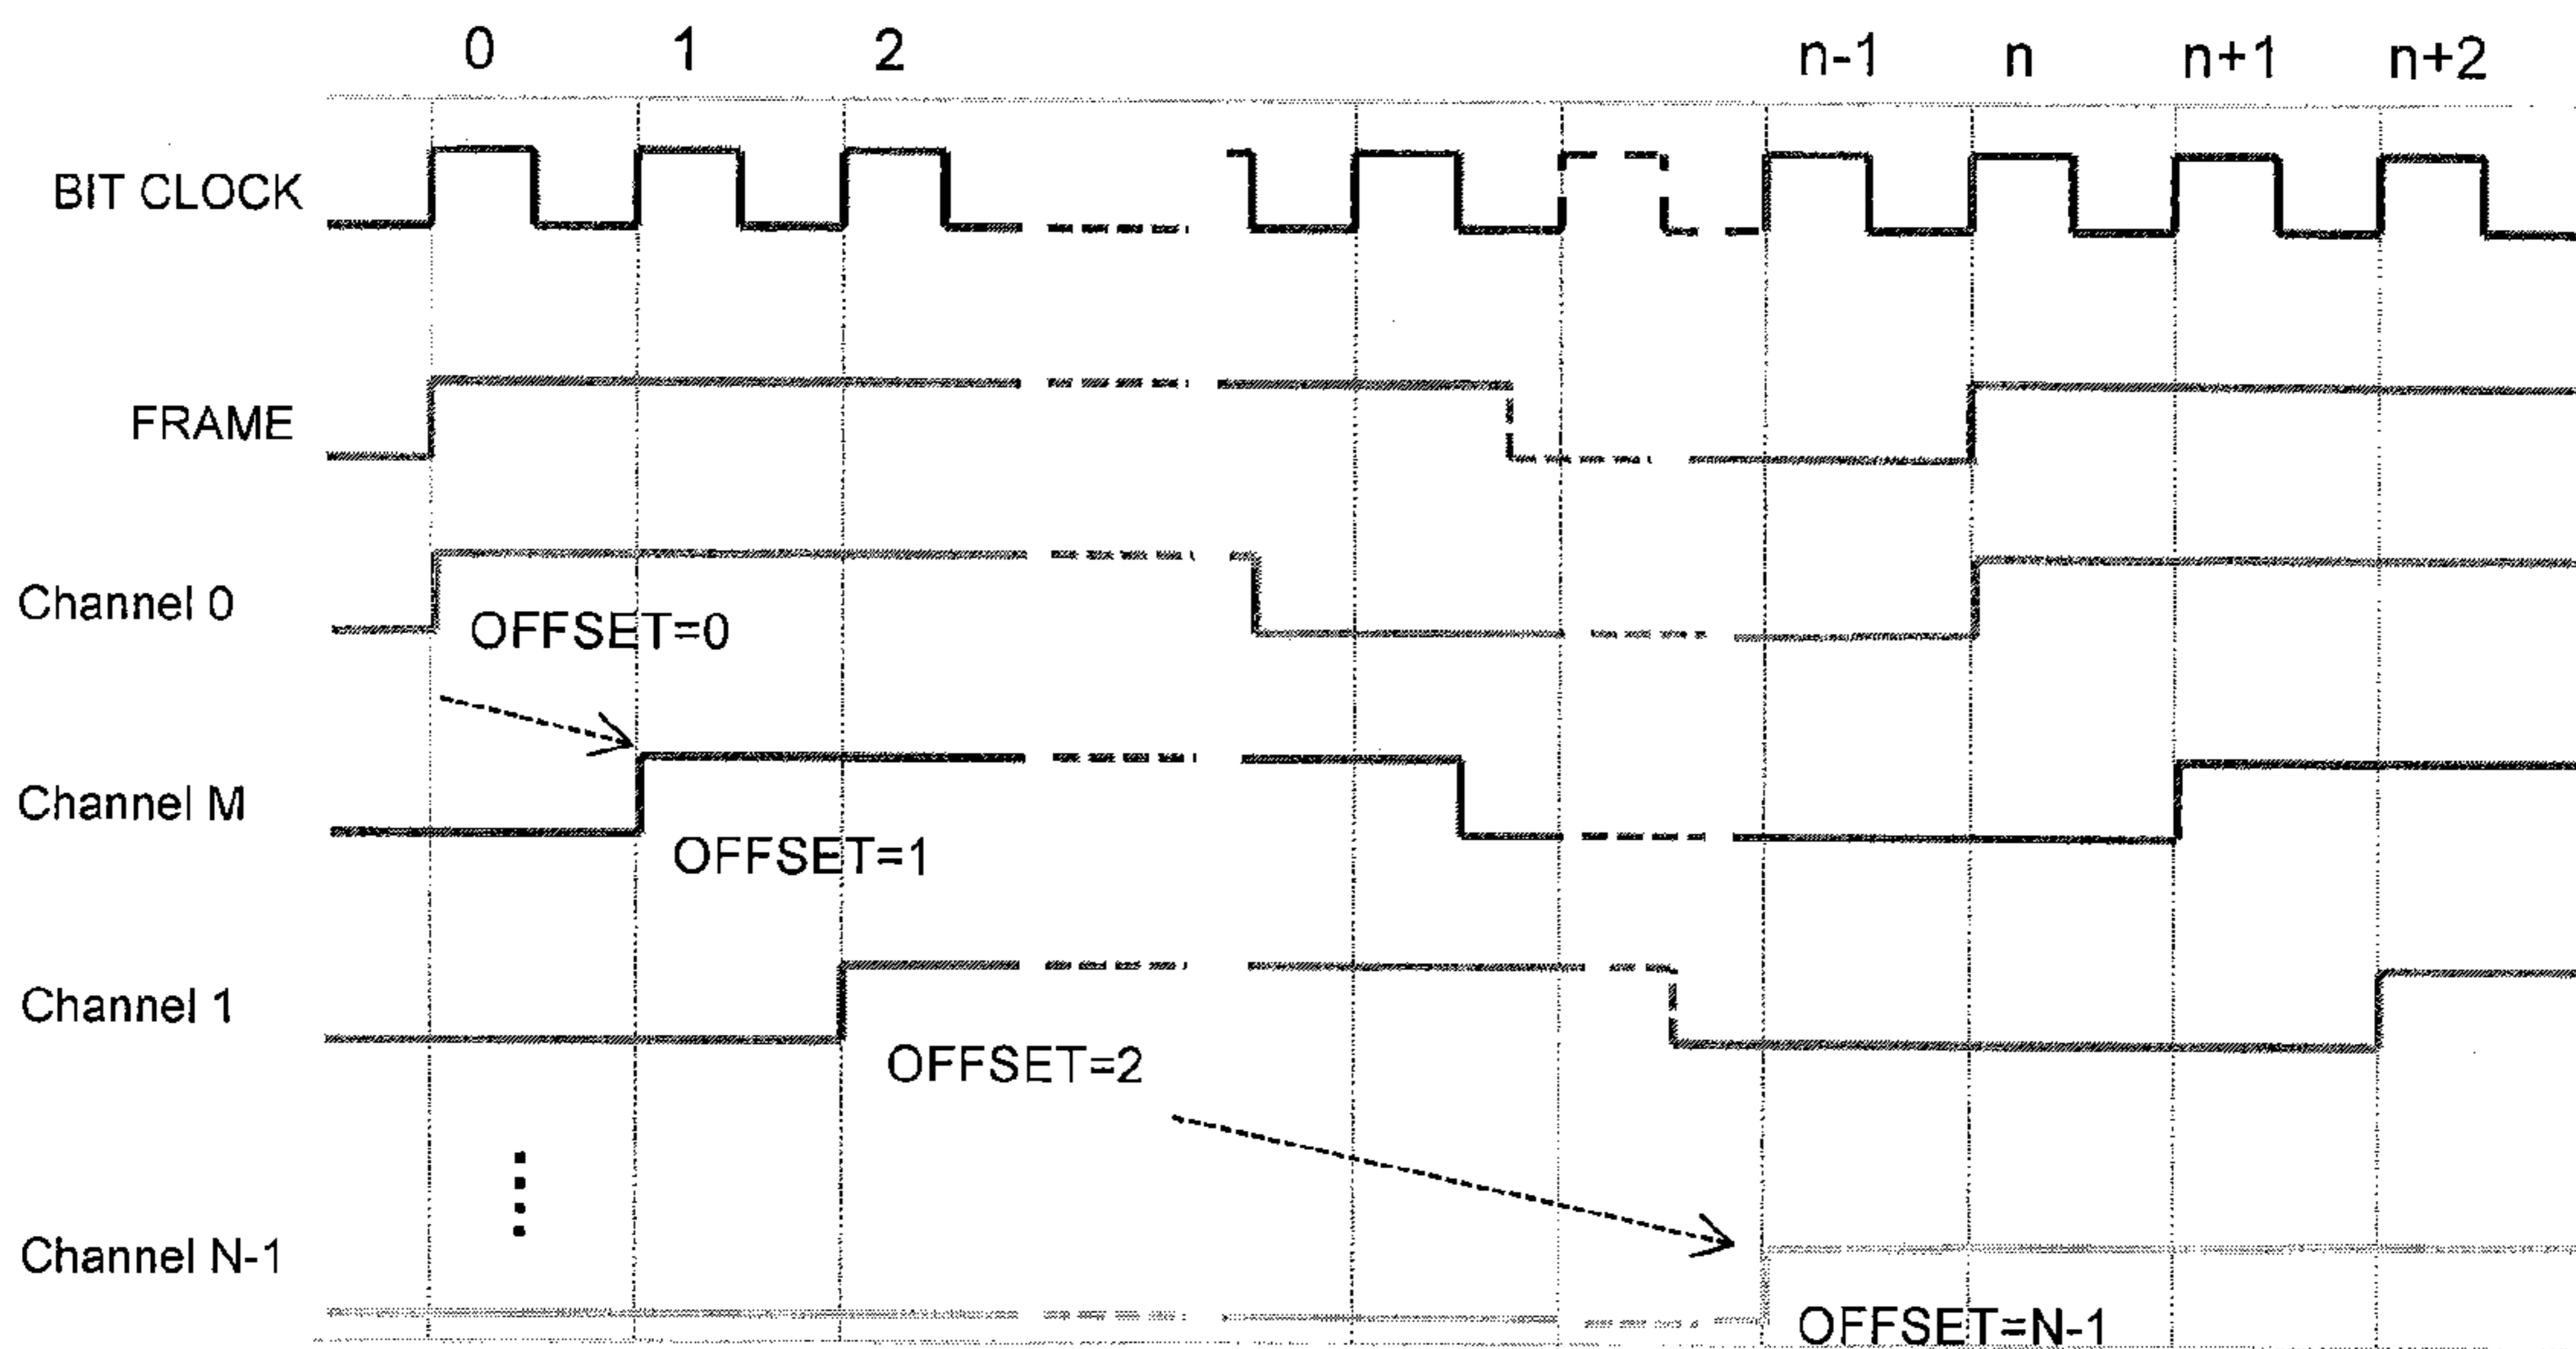 0 1 2 n-1 n n+1 n+2
BIT CLOCK
FRAME
Channel 0
OFFSET=0
Channel M
OFFSET=1
Channel 1
OFFSET=2
Channel N-1
OFFSET=N-1